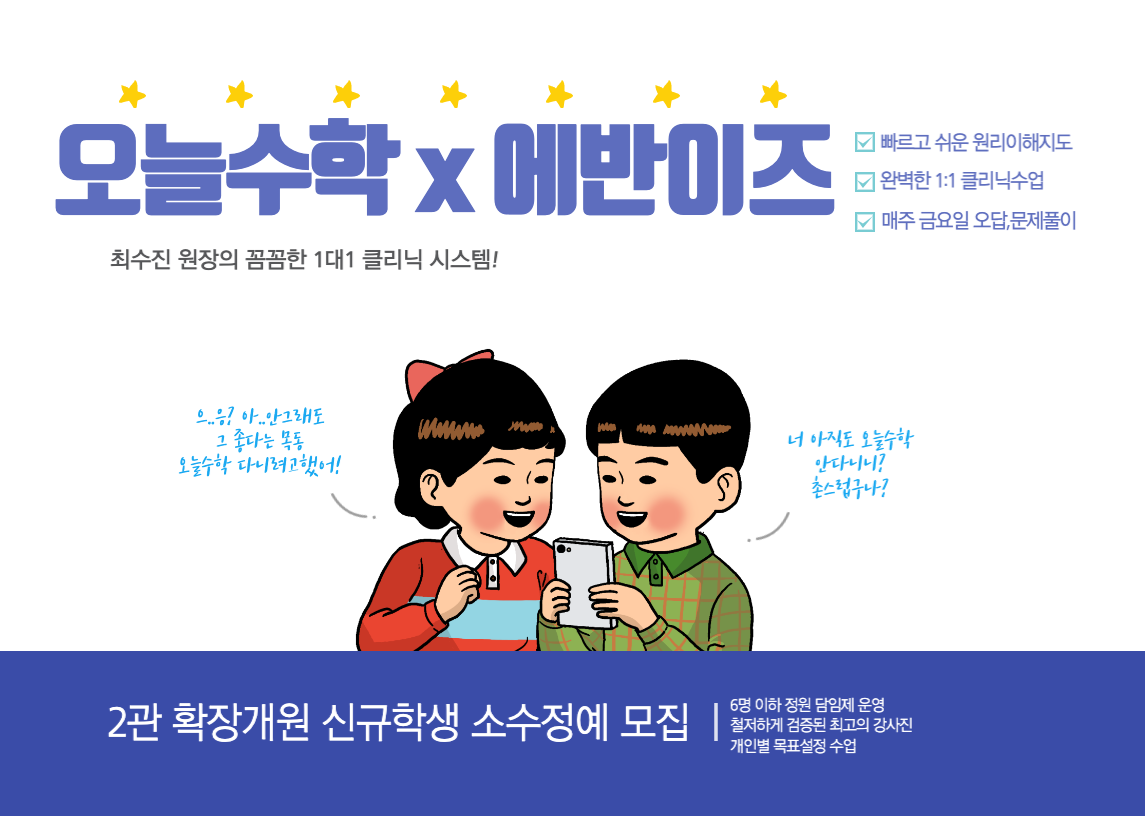 오늘수학 x 에반이즈
최수진 원장의 꼼꼼한 1대1 클리닉 시스템!
빠르고 쉬운 원리이해지도
완벽한 1:1 클리닉수업
매주 금요일 오답,문제풀이
으..응? 아..안그래도
그 좋다는 목동
오늘수학 다니려고했어!
너 아직도 오늘수학
안다니니?
촌스럽구나?
2관 확장개원 신규학생 소수정예 모집
6명 이하 정원 담임제 운영
철저하게 검증된 최고의 강사진
개인별 목표설정 수업